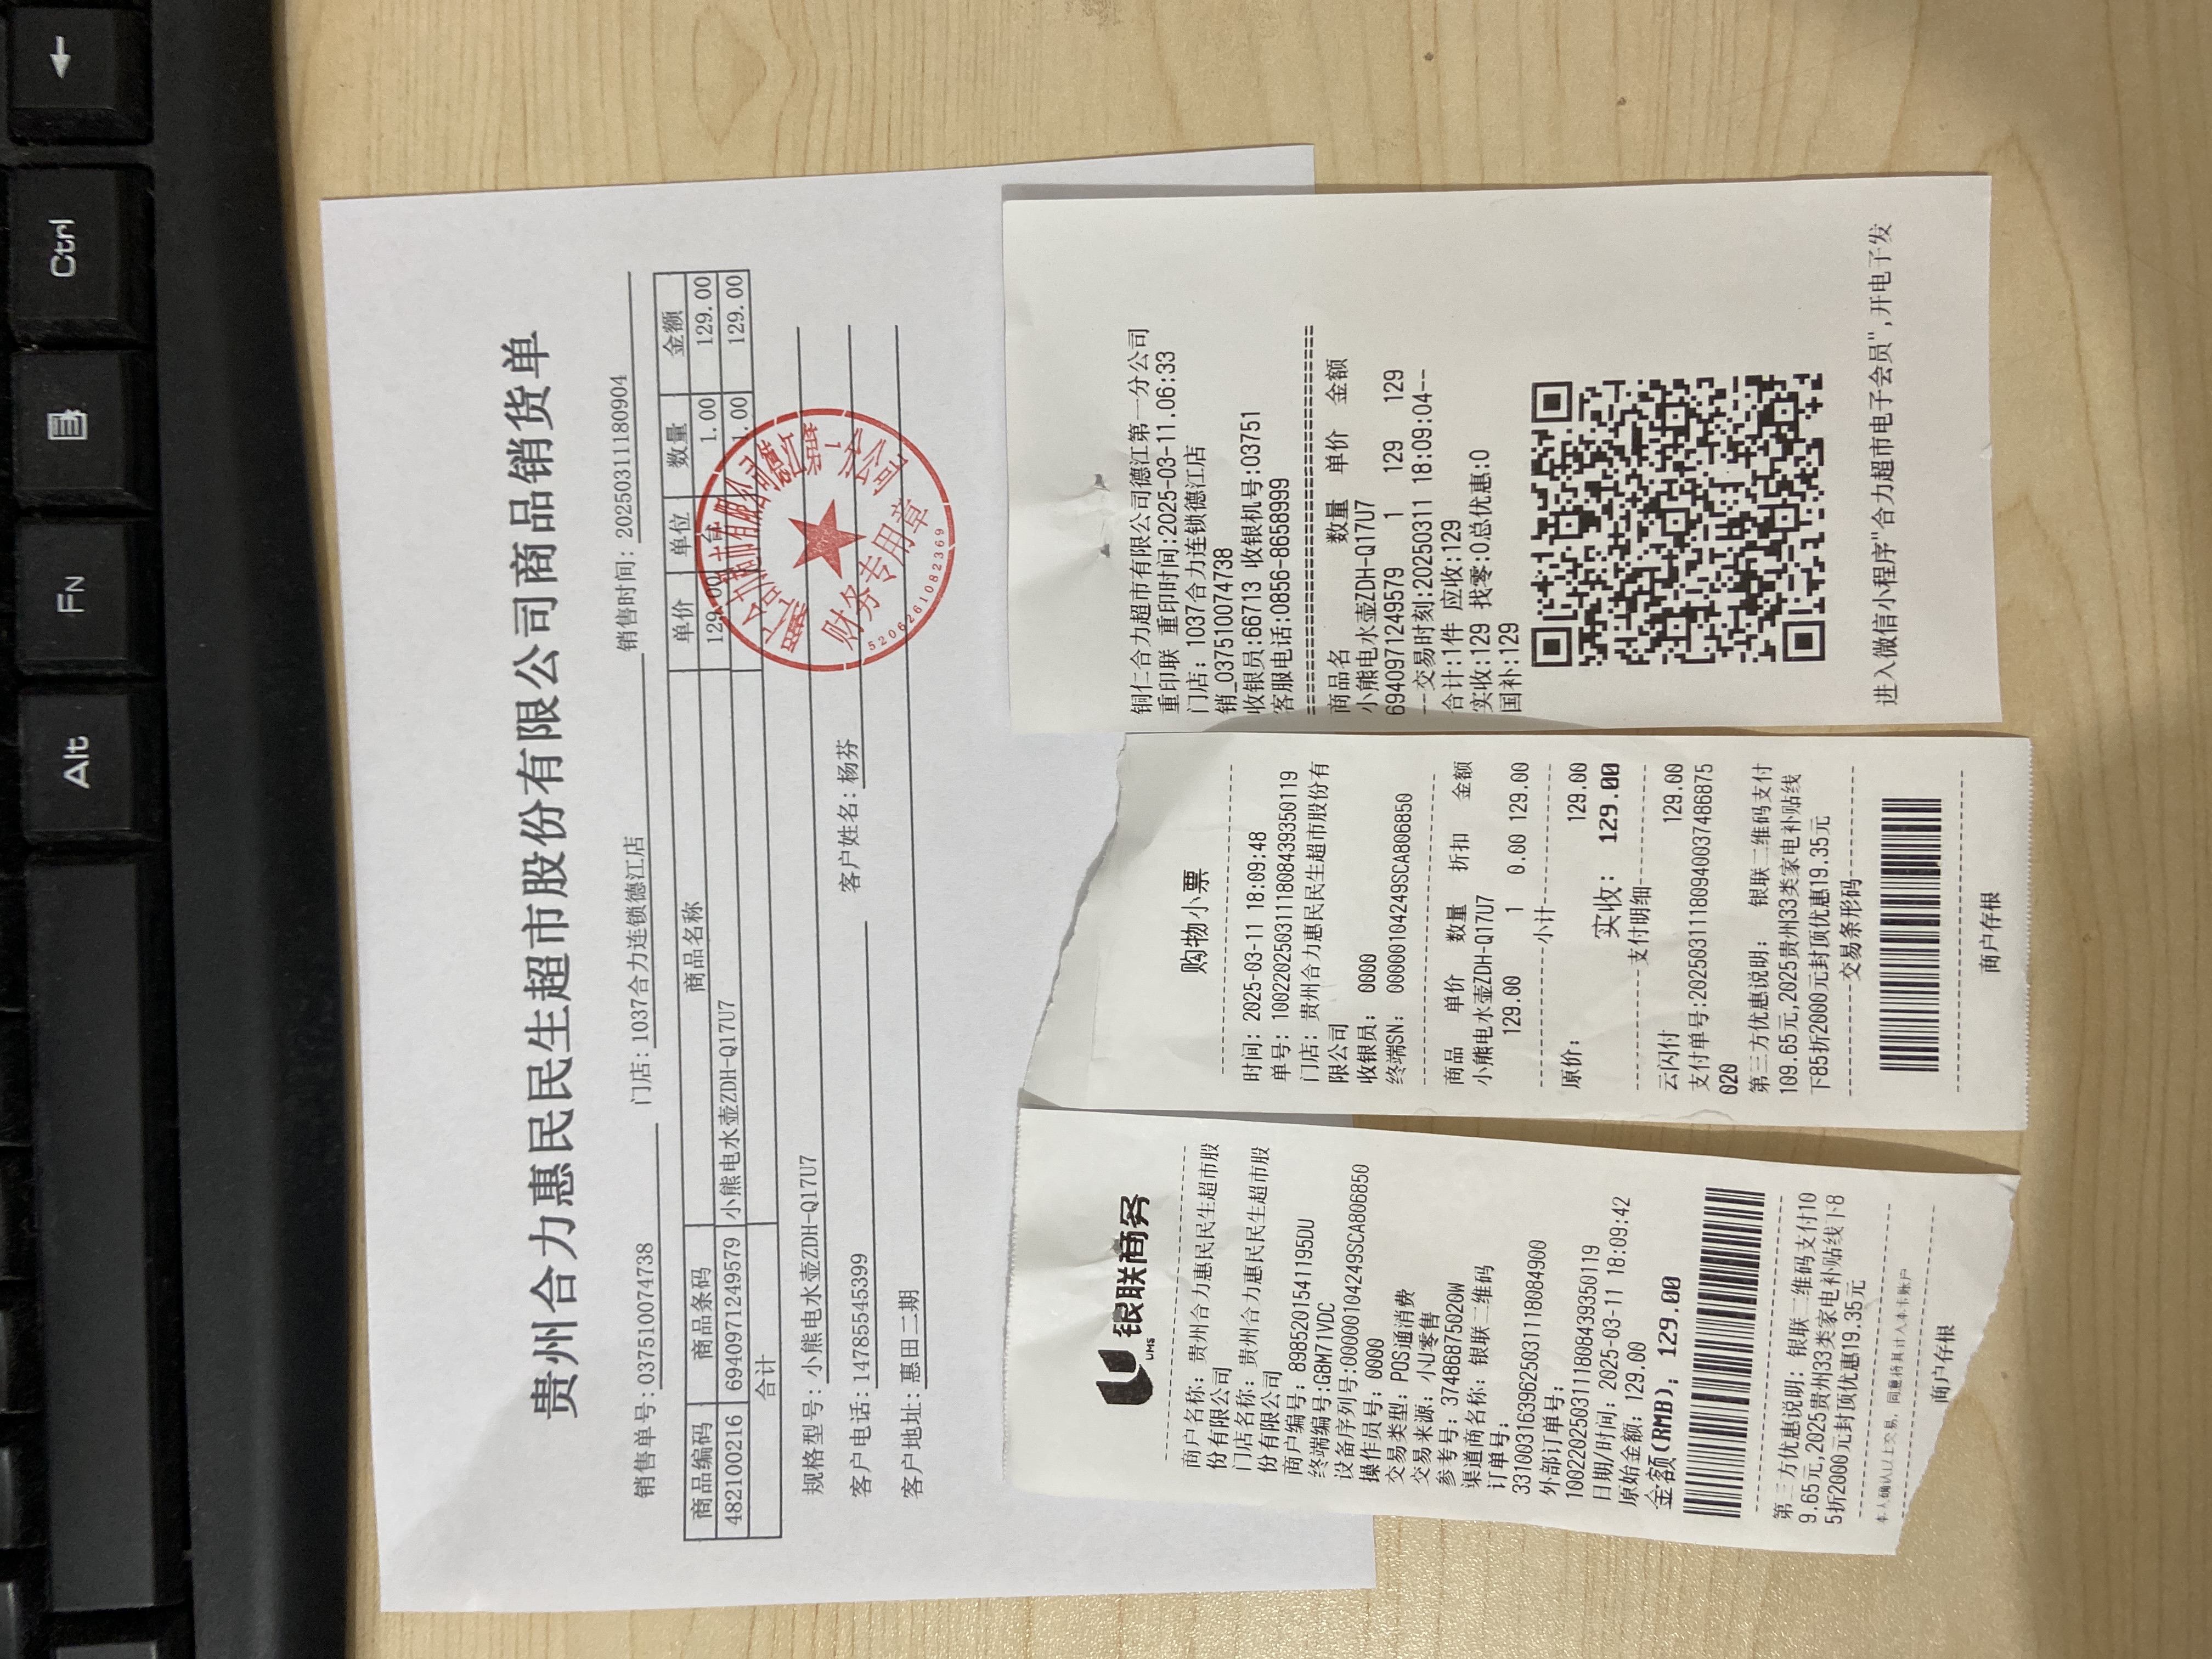 贵州合力惠民民生超市股份有限公司商品销货单
销售单号:037510074738 门店:1037合力连锁德江店 销售时间:20250311180904
商品编码 商品条码 商品名称 单价 单位 数量 金额
4821100216 6940971249579 小熊电水壶ZDH-Q17U7 129.00 台 1.00 129.00
合计 1.00 129.00
规格型号:小熊电水壶ZDH-Q17U7
客户电话:14785545399 客户姓名:杨芬
客户地址:惠田二期
财务专用章
5206261082369
银联商务
UMS
商户名称: 贵州合力惠民民生超市股
份有限公司
门店名称: 贵州合力惠民民生超市股
份有限公司
商户编号: 89852015411195DU
终端编号:GBM71VDC
设备序列号:00000104249SCA806850
操作员号: 0000
交易类型: POS通消费
交易来源: 小U零售
参考号: 37486875020W
渠道商名称: 银联二维码
订单号:
33100316396250311180849​00
外部订单号:
10022025031118084393501​19
日期/时间: 2025-03-11 18:09:42
原始金额: 129.00
金额(RMB): 129.00
第三方优惠说明: 银联二维码支付10
9.65元,2025贵州33类家电补贴线下8
5折2000元封顶优惠19.35元
本人确认以上交易, 同意将其计入本卡账户
商户存根
购物小票
时间: 2025-03-11 18:09:48
单号: 1002202503111808439350119
门店: 贵州合力惠民民生超市股份有
限公司
收银员: 0000
终端SN: 00000104249SCA806850
商品 单价 数量 折扣 金额
小熊电水壶ZDH-Q17U7
129.00 1 0.00 129.00
小计
原价: 129.00
实收: 129.00
支付明细
云闪付 129.00
支付单号:2025031118094003748​6875
020
第三方优惠说明: 银联二维码支付
109.65元,2025贵州33类家电补贴线
下85折2000元封顶优惠19.35元
交易条形码
商户存根
铜仁合力超市有限公司德江第一分公司
重印联 重印时间:2025-03-11.06:33
门店: 1037合力连锁德江店
销_037510074738
收银员:66713 收银机号:03751
客服电话:0856-8658999
商品名 数量 单价 金额
小熊电水壶ZDH-Q17U7
6940971249579 1 129 129
--交易时刻:20250311 18:09:04--
合计:1件 应收:129
实收:129 找零:0总优惠:0
国补:129
进入微信小程序"合力超市电子会员",开电子发
Alt
FN
Ctrl